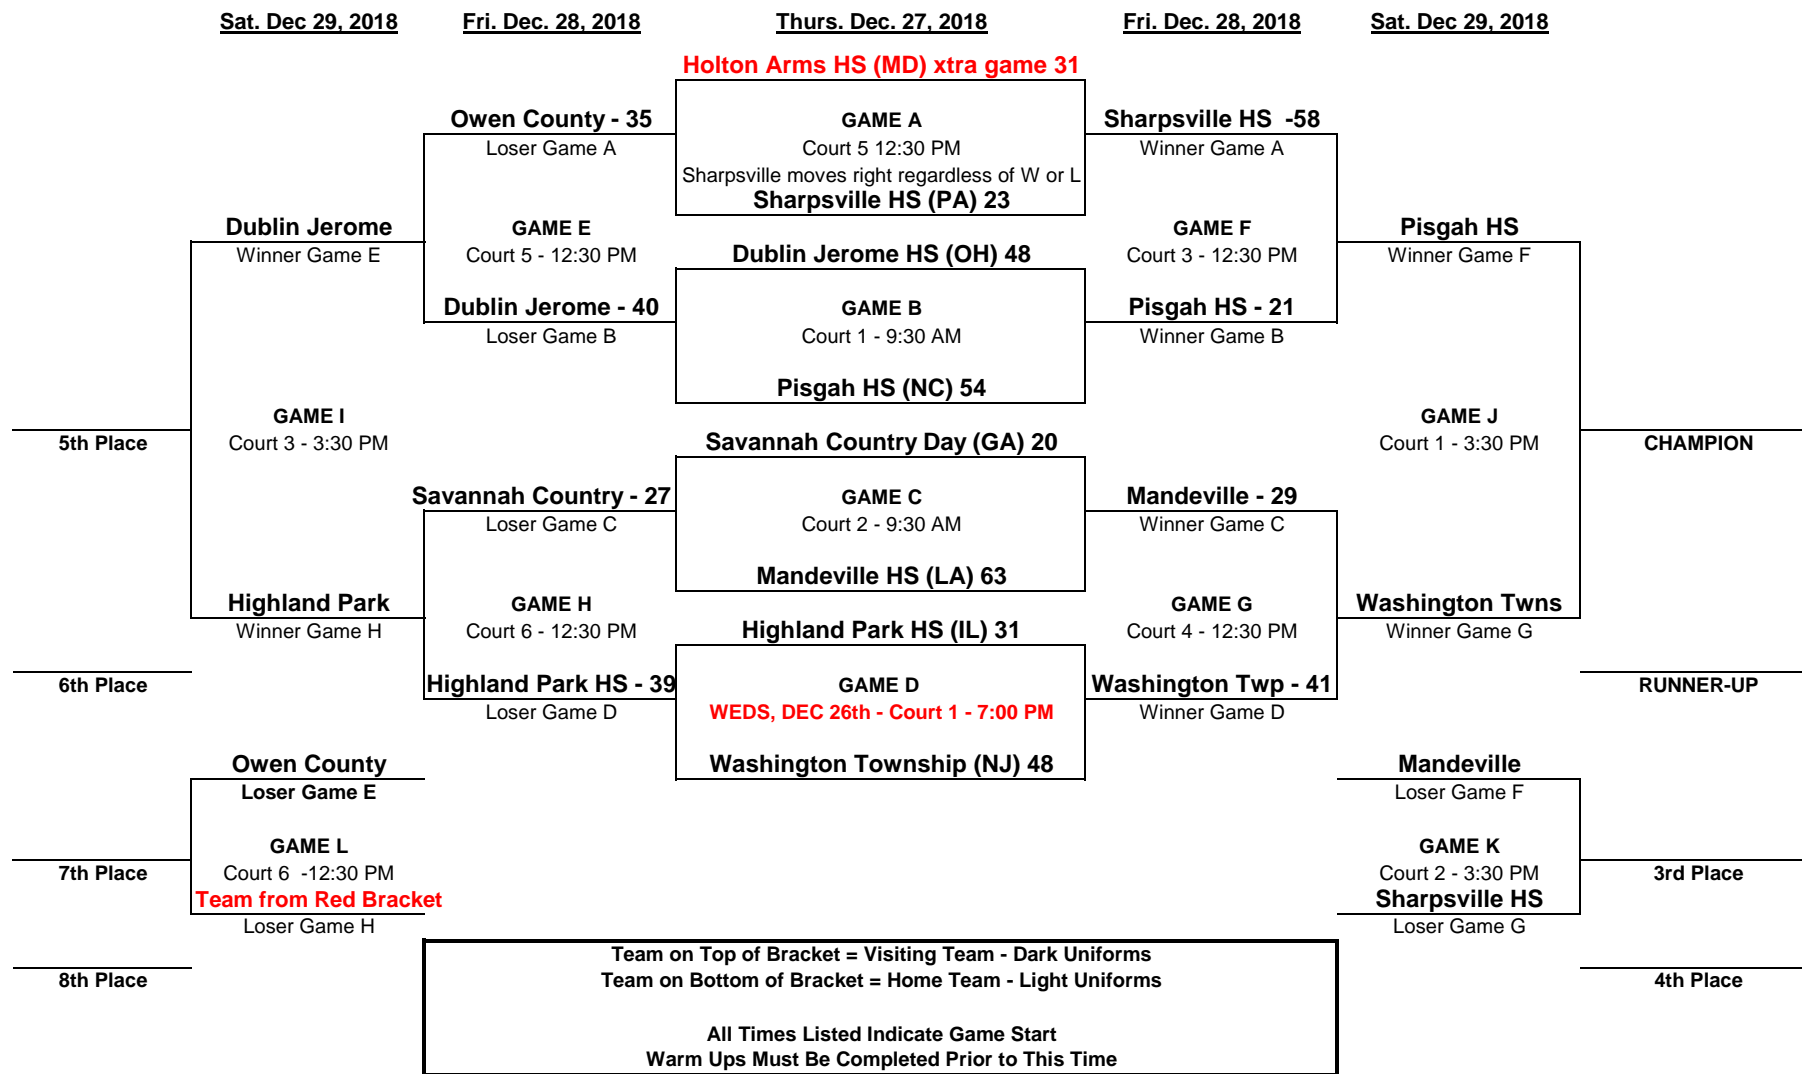 Sat. Dec 29, 2018 Fri. Dec. 28, 2018 Thurs. Dec. 27, 2018 Fri. Dec. 28, 2018 Sat. Dec 29, 2018
Holton Arms HS (MD) xtra game 31
Owen County - 35 GAME A Sharpsville HS -58
Loser Game A Court 5 12:30 PM Winner Game A
Sharpsville moves right regardless of W or L
Sharpsville HS (PA) 23
Dublin Jerome GAME E GAME F Pisgah HS
Winner Game E Court 5 - 12:30 PM Dublin Jerome HS (OH) 48 Court 3 - 12:30 PM Winner Game F
Dublin Jerome - 40 GAME B Pisgah HS - 21
Loser Game B Court 1 - 9:30 AM Winner Game B
Pisgah HS (NC) 54
GAME I GAME J
5th Place Court 3 - 3:30 PM Savannah Country Day (GA) 20 Court 1 - 3:30 PM CHAMPION
Savannah Country - 27 GAME C Mandeville - 29
Loser Game C Court 2 - 9:30 AM Winner Game C
Mandeville HS (LA) 63
Highland Park GAME H GAME G Washington Twns
Winner Game H Court 6 - 12:30 PM Highland Park HS (IL) 31 Court 4 - 12:30 PM Winner Game G
6th Place Highland Park HS - 39 GAME D Washington Twp - 41 RUNNER-UP
Loser Game D WEDS, DEC 26th - Court 1 - 7:00 PM Winner Game D
Owen County Washington Township (NJ) 48 Mandeville
Loser Game E Loser Game F
GAME L GAME K
7th Place Court 6 -12:30 PM Court 2 - 3:30 PM 3rd Place
Team from Red Bracket Sharpsville HS
Loser Game H Loser Game G
Team on Top of Bracket = Visiting Team - Dark Uniforms
8th Place Team on Bottom of Bracket = Home Team - Light Uniforms 4th Place
All Times Listed Indicate Game Start
Warm Ups Must Be Completed Prior to This Time